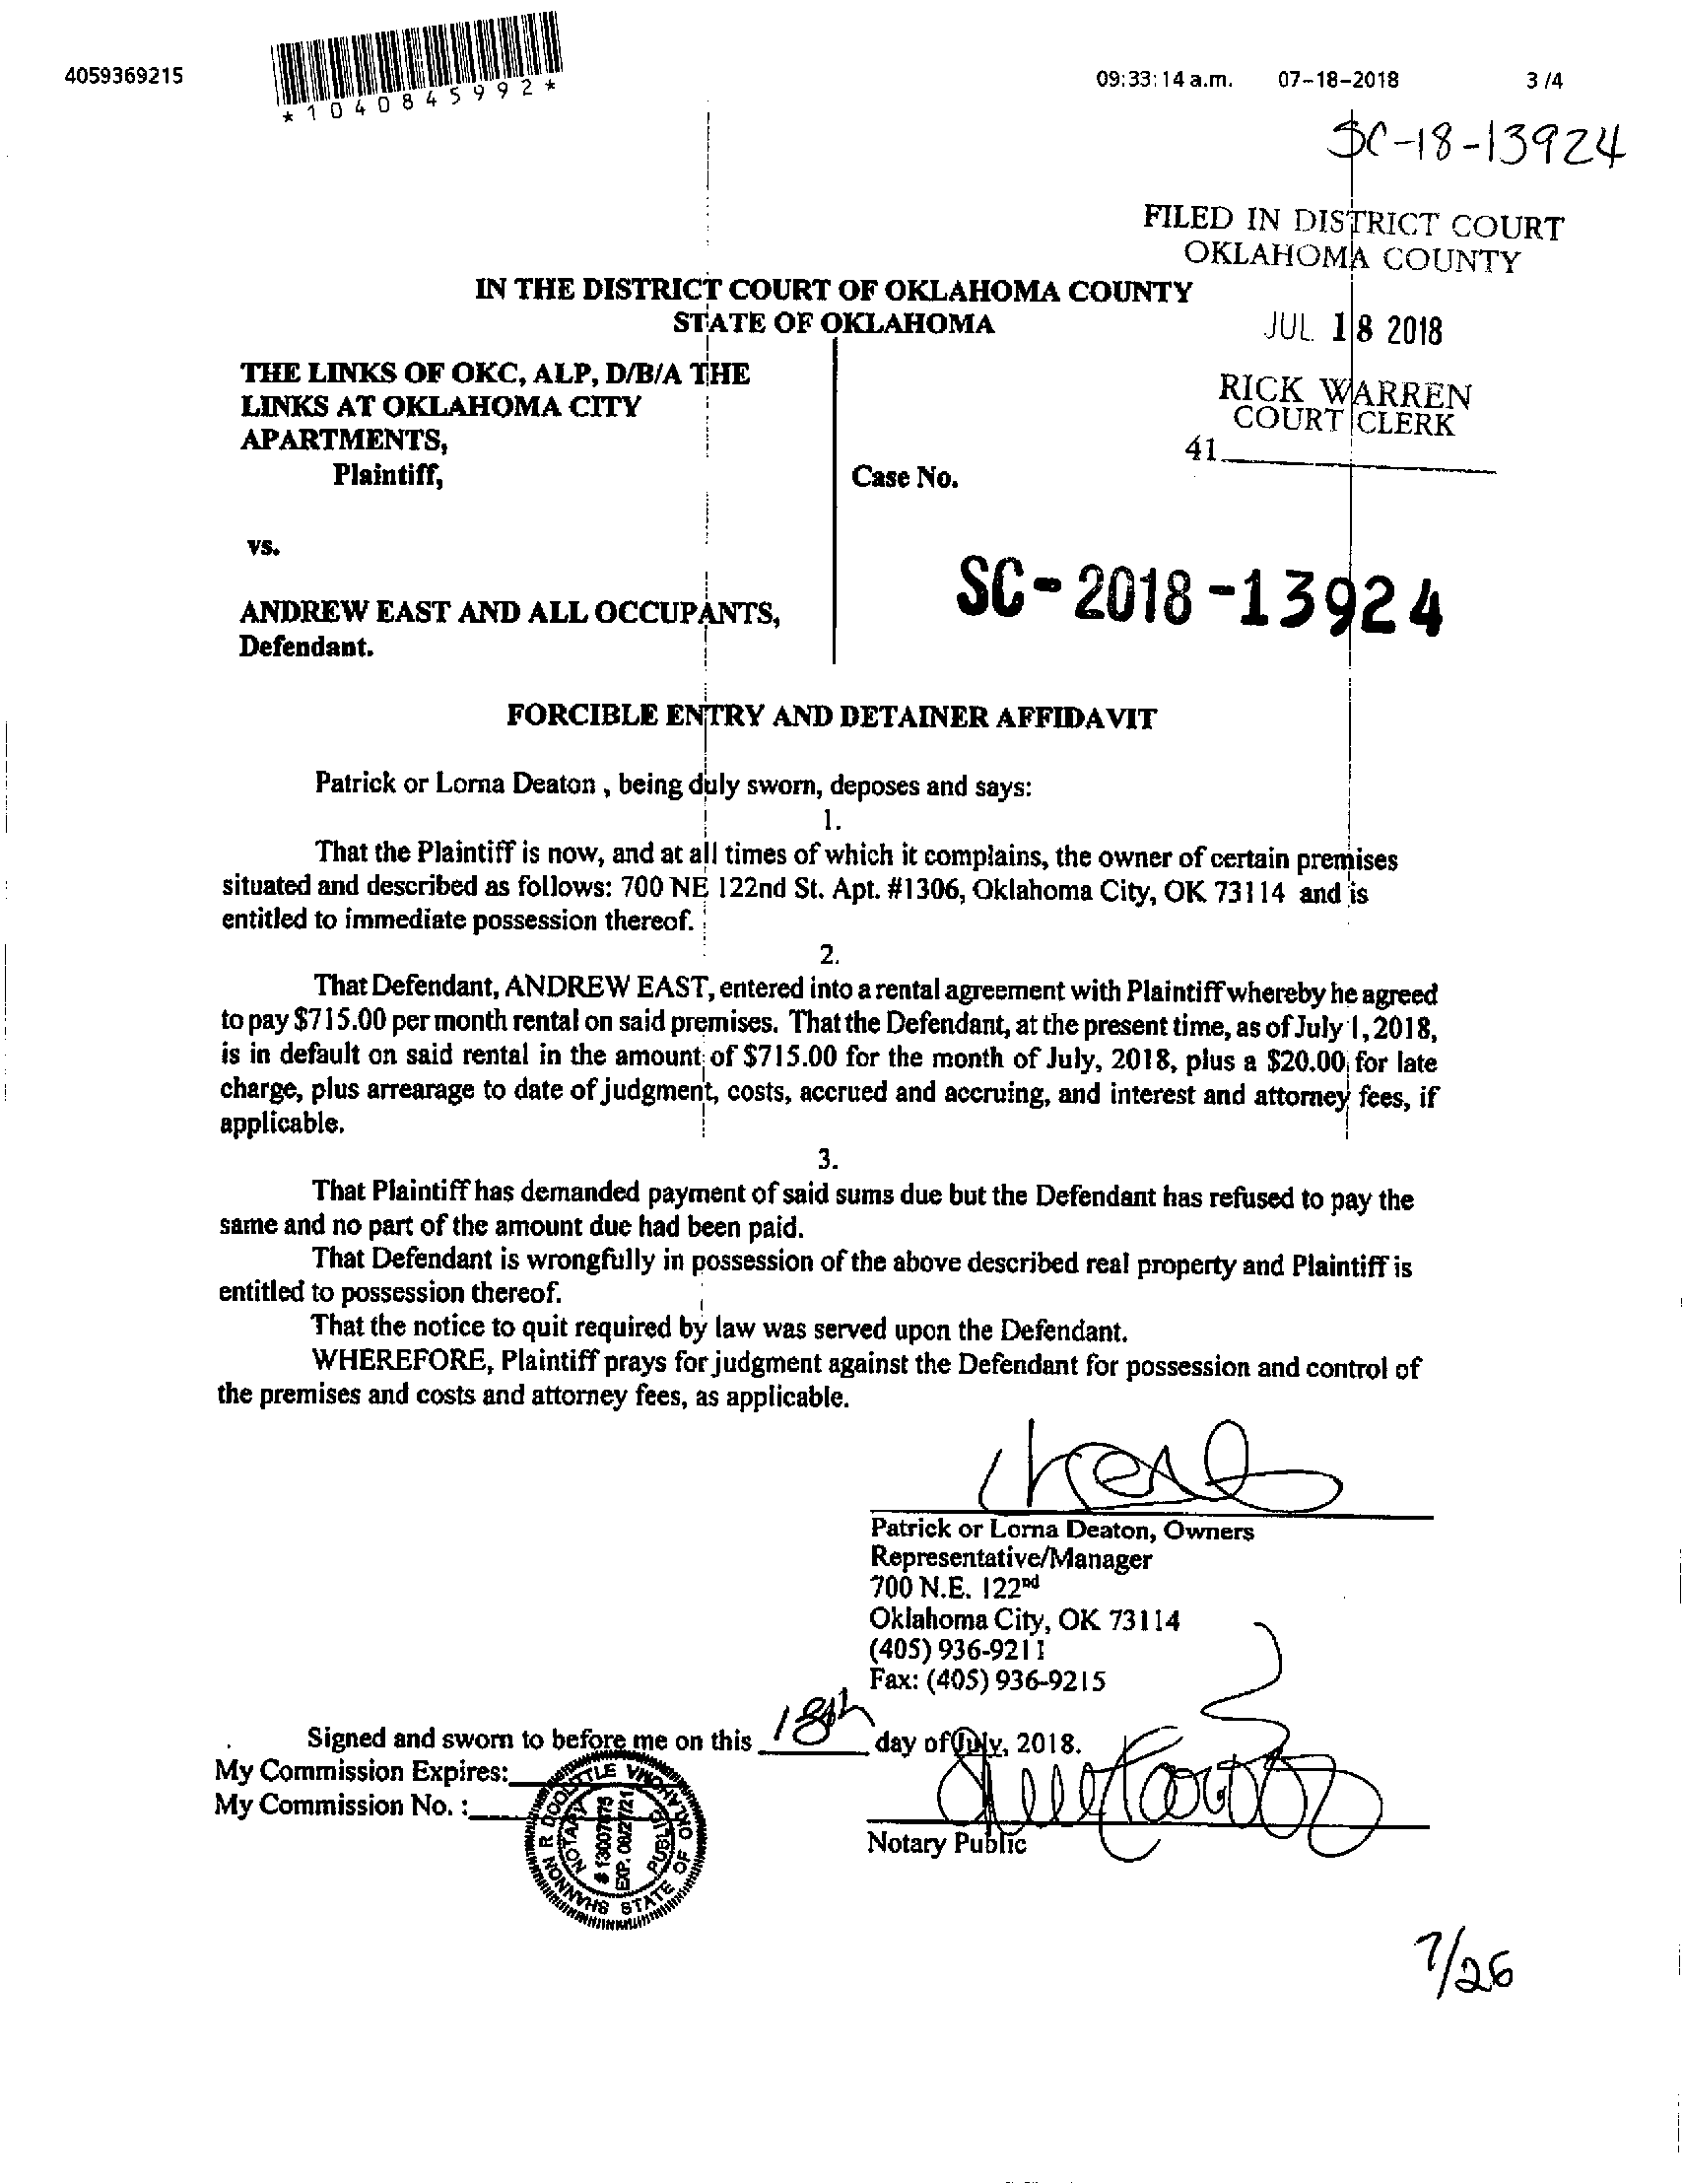 4059369215
*1040845992*
09:33:14 a.m. 07-18-2018 3/4
SC-18-13924
FILED IN DISTRICT COURT
OKLAHOMA COUNTY
JUL 18 2018
RICK WARREN
COURT CLERK
41
IN THE DISTRICT COURT OF OKLAHOMA COUNTY
STATE OF OKLAHOMA
THE LINKS OF OKC, ALP, D/B/A THE
LINKS AT OKLAHOMA CITY
APARTMENTS,
Plaintiff,
Case No.
vs.
SC-2018-13924
ANDREW EAST AND ALL OCCUPANTS,
Defendant.
FORCIBLE ENTRY AND DETAINER AFFIDAVIT
Patrick or Lorna Deaton , being duly sworn, deposes and says:
1.
That the Plaintiff is now, and at all times of which it complains, the owner of certain premises
situated and described as follows: 700 NE 122nd St. Apt. #1306, Oklahoma City, OK 73114 and is
entitled to immediate possession thereof.
2.
That Defendant, ANDREW EAST, entered into a rental agreement with Plaintiff whereby he agreed
to pay $715.00 per month rental on said premises. That the Defendant, at the present time, as of July 1, 2018,
is in default on said rental in the amount of $715.00 for the month of July, 2018, plus a $20.00 for late
charge, plus arrearage to date of judgment, costs, accrued and accruing, and interest and attorney fees, if
applicable.
3.
That Plaintiff has demanded payment of said sums due but the Defendant has refused to pay the
same and no part of the amount due had been paid.
That Defendant is wrongfully in possession of the above described real property and Plaintiff is
entitled to possession thereof.
That the notice to quit required by law was served upon the Defendant.
WHEREFORE, Plaintiff prays for judgment against the Defendant for possession and control of
the premises and costs and attorney fees, as applicable.
Patrick or Lorna Deaton, Owners
Representative/Manager
700 N.E. 122nd
Oklahoma City, OK 73114
(405) 936-9211
Fax: (405) 936-9215
Signed and sworn to before me on this 18th day of July, 2018.
My Commission Expires:
My Commission No. :
SHANNON R DOOLITTLE
NOTARY PUBLIC
STATE OF OKLAHOMA
# 13007875
EXP. 08/27/21
Notary Public
7/26